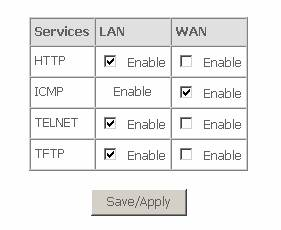 Services LAN WAN
HTTP Enable Enable
ICMP Enable Enable
TELNET Enable Enable
TFTP Enable Enable
Save/Apply